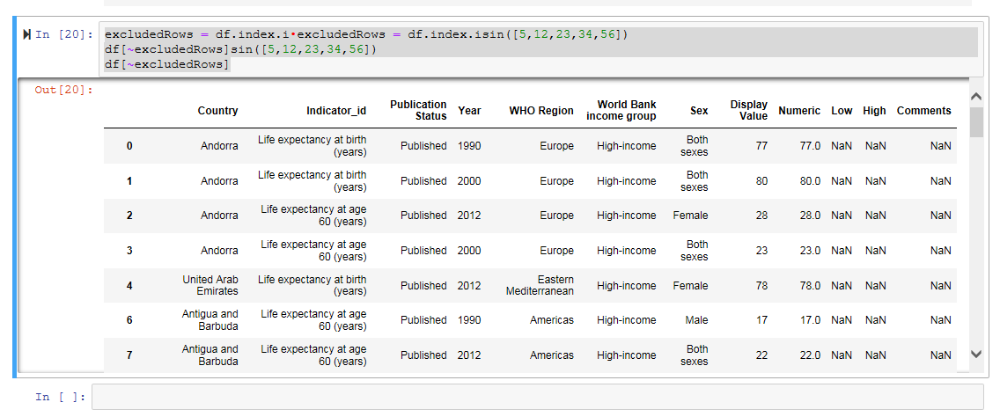 In [20]: excludedRows = df.index.i•excludedRows = df.index.isin([5,12,23,34,56])
df[~excludedRows]sin([5,12,23,34,56])
df[~excludedRows]
Out[20]:
Country Indicator_id Publication Status Year WHO Region World Bank income group Sex Display Value Numeric Low High Comments
0 Andorra Life expectancy at birth (years) Published 1990 Europe High-income Both sexes 77 77.0 NaN NaN NaN
1 Andorra Life expectancy at birth (years) Published 2000 Europe High-income Both sexes 80 80.0 NaN NaN NaN
2 Andorra Life expectancy at age 60 (years) Published 2012 Europe High-income Female 28 28.0 NaN NaN NaN
3 Andorra Life expectancy at age 60 (years) Published 2000 Europe High-income Both sexes 23 23.0 NaN NaN NaN
4 United Arab Emirates Life expectancy at birth (years) Published 2012 Eastern Mediterranean High-income Female 78 78.0 NaN NaN NaN
6 Antigua and Barbuda Life expectancy at age 60 (years) Published 1990 Americas High-income Male 17 17.0 NaN NaN NaN
7 Antigua and Barbuda Life expectancy at age 60 (years) Published 2012 Americas High-income Both sexes 22 22.0 NaN NaN NaN
In [ ]: